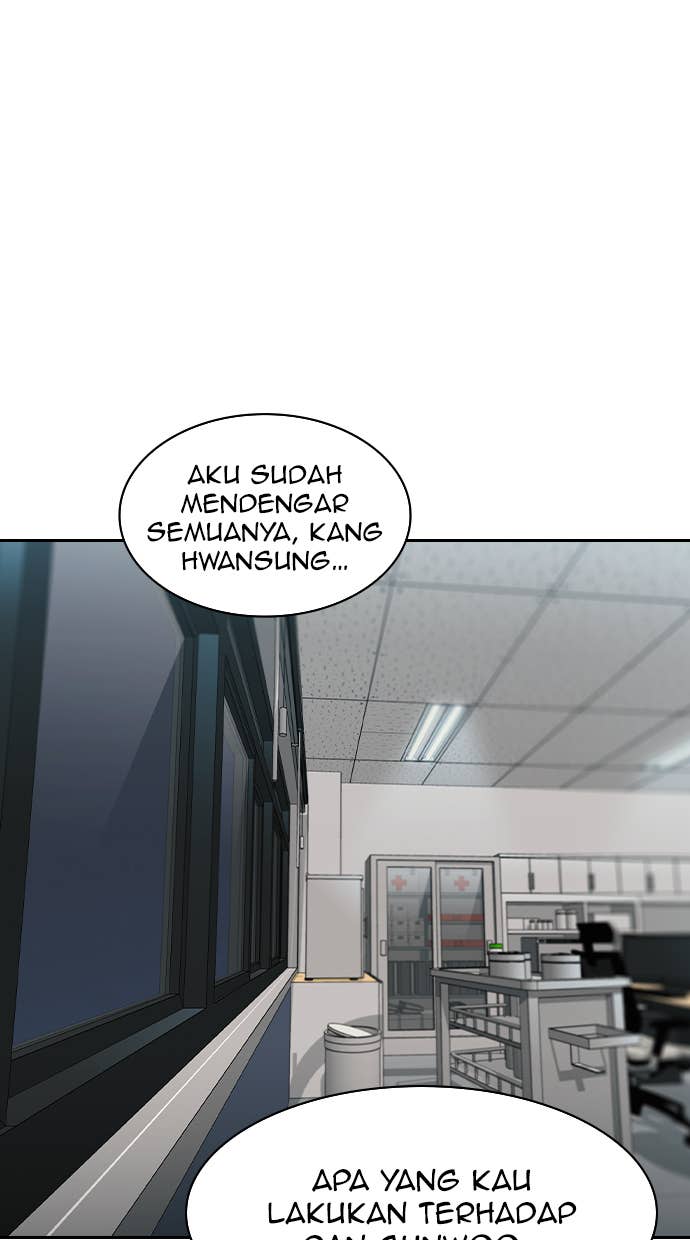 AKU SUDAH
MENDENGAR
SEMUANYA, KANG
HWANSUNG...
APA YANG KAU
LAKUKAN TERHADAP